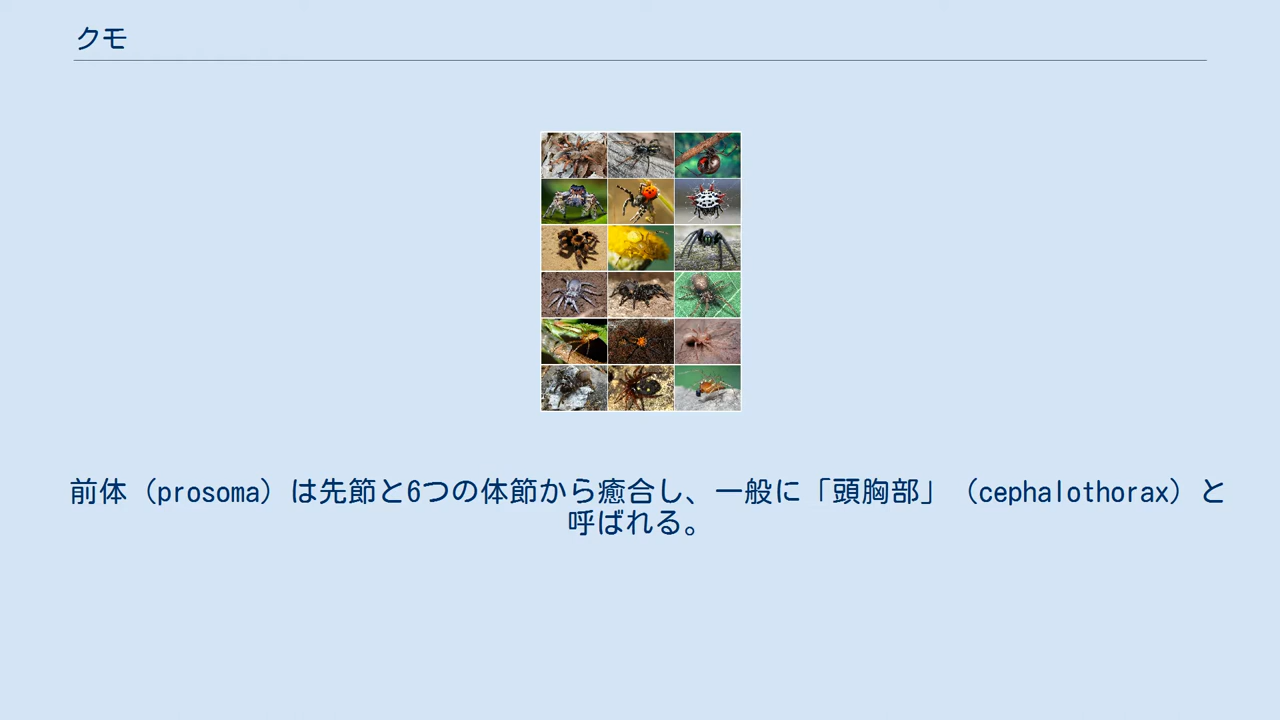 クモ
前体（prosoma）は先節と6つの体節から癒合し、一般に「頭胸部」（cephalothorax）と
呼ばれる。